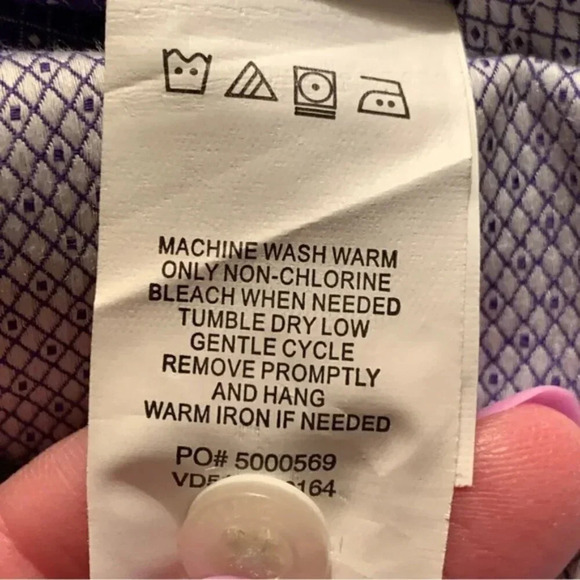 MACHINE WASH WARM
ONLY NON-CHLORINE
BLEACH WHEN NEEDED
TUMBLE DRY LOW
GENTLE CYCLE
REMOVE PROMPTLY
AND HANG
WARM IRON IF NEEDED
PO# 5000569